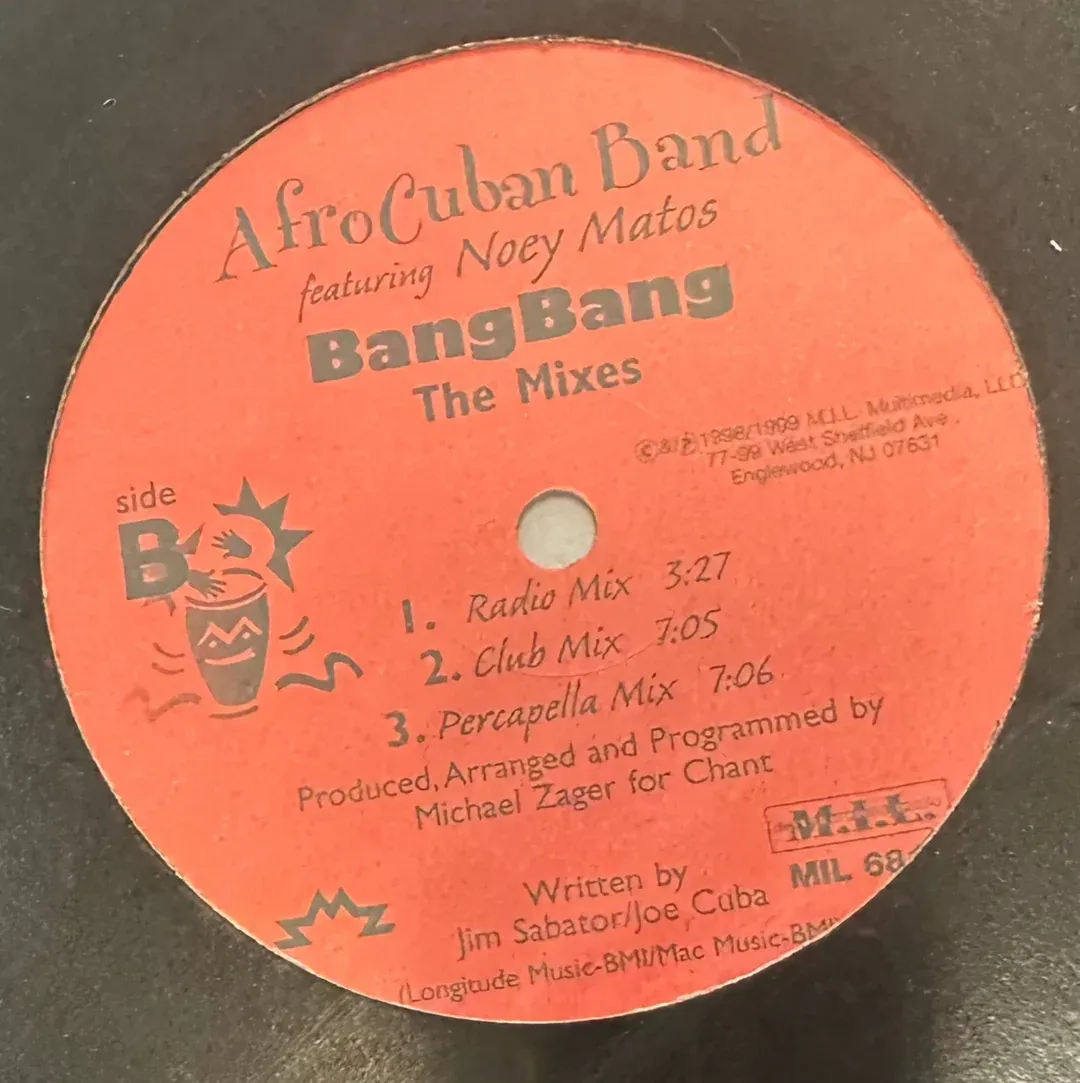 AfroCuban Band
featuring Noey Matos
BangBang
The Mixes
©&℗1998/1999 M.I.L. Multimedia, LLC
77-99 West Sheffield Ave.
Englewood, NJ 07631
side
B
1. Radio Mix 3:27
2. Club Mix 7:05
3. Percapella Mix 7:06
Produced, Arranged and Programmed by
Michael Zager for Chant
M.I.L.
MIL 68
Written by
Jim Sabator/Joe Cuba
(Longitude Music-BMI/Mac Music-BMI